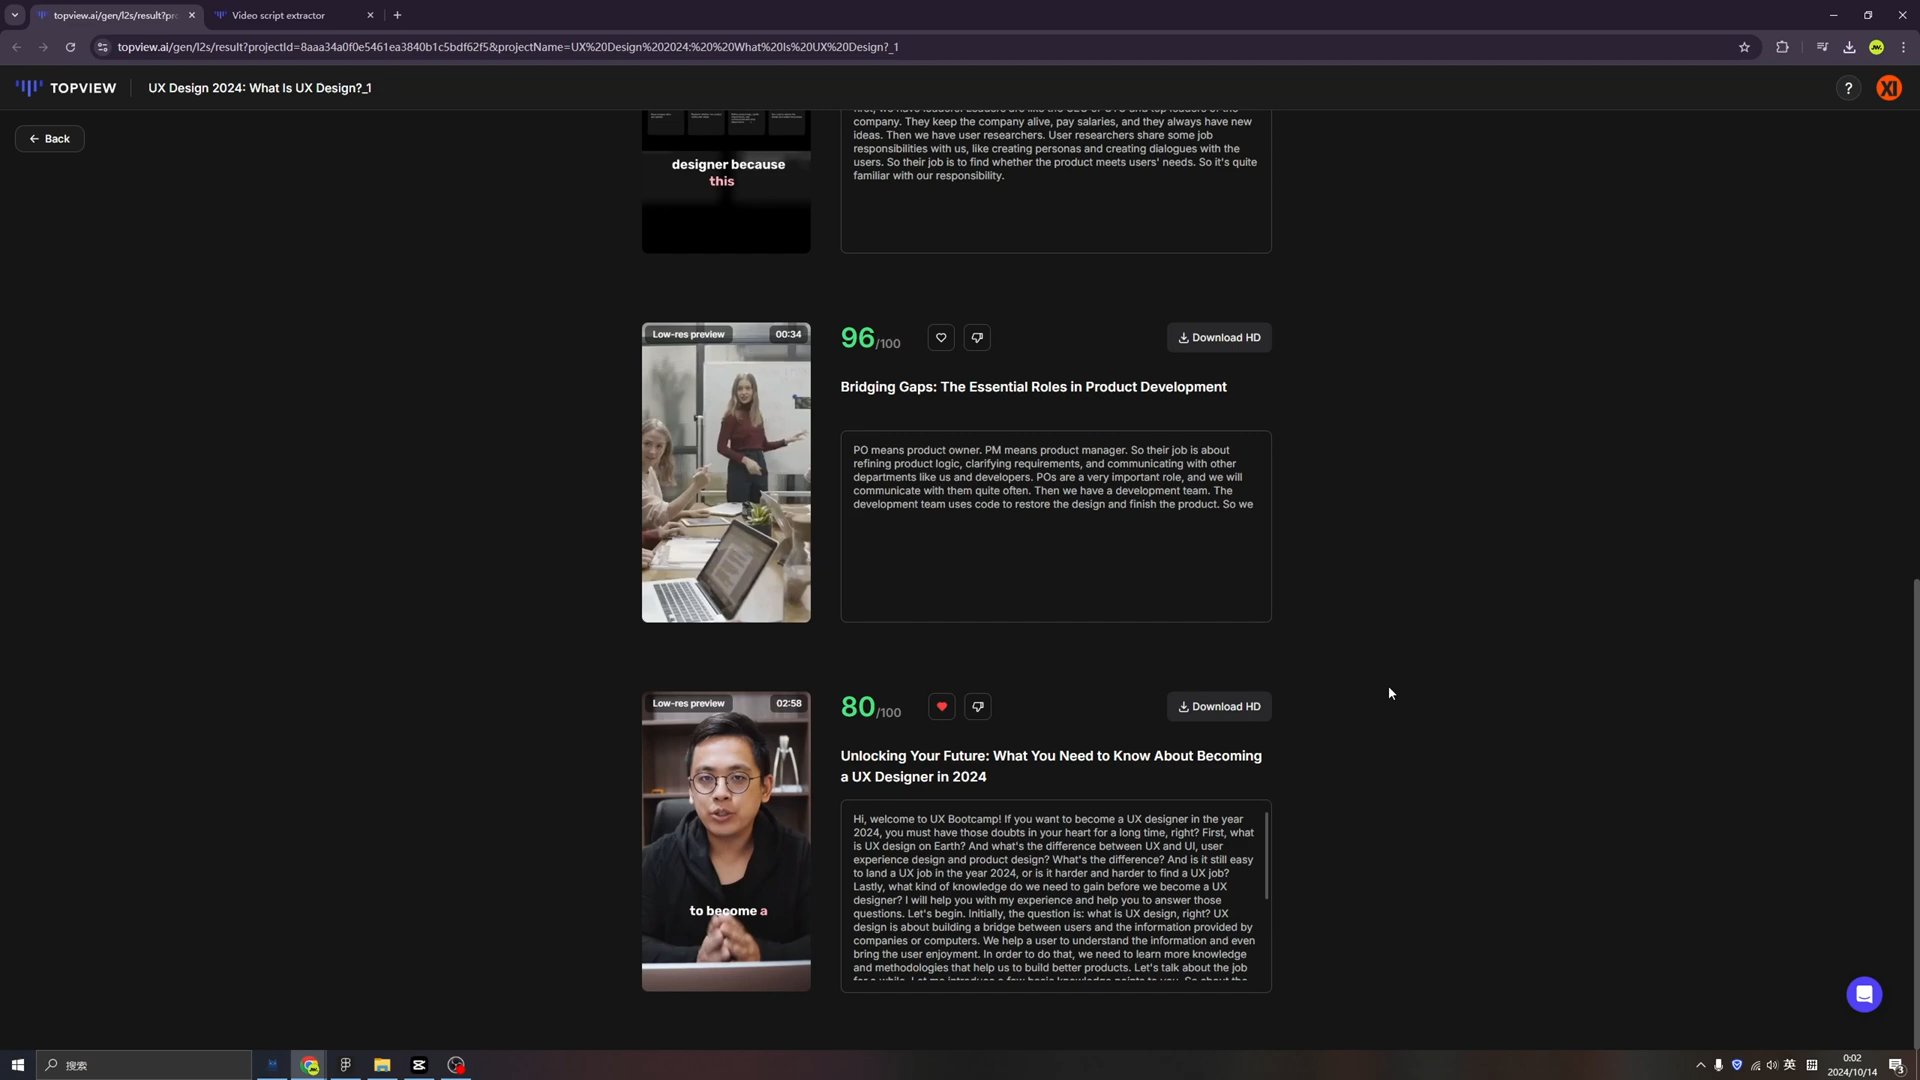 topview.ai/gen/l2s/result?pro
Video script extractor
topview.ai/gen/l2s/result?projectId=8aaa34a0f0e5461ea3840b1c5bdf62f5&projectName=UX%20Design%202024:%20%20What%20Is%20UX%20Design?_1
TOPVIEW
UX Design 2024: What Is UX Design?_1
?
XI
Back
company. They keep the company alive, pay salaries, and they always have new
ideas. Then we have user researchers. User researchers share some job
responsibilities with us, like creating personas and creating dialogues with the
users. So their job is to find whether the product meets users' needs. So it's quite
familiar with our responsibility.
designer because
this
Low-res preview
00:34
96/100
Download HD
Bridging Gaps: The Essential Roles in Product Development
PO means product owner. PM means product manager. So their job is about
refining product logic, clarifying requirements, and communicating with other
departments like us and developers. POs are a very important role, and we will
communicate with them quite often. Then we have a development team. The
development team uses code to restore the design and finish the product. So we
Low-res preview
02:58
80/100
Download HD
Unlocking Your Future: What You Need to Know About Becoming
a UX Designer in 2024
to become a
Hi, welcome to UX Bootcamp! If you want to become a UX designer in the year
2024, you must have those doubts in your heart for a long time, right? First, what
is UX design on Earth? And what's the difference between UX and UI, user
experience design and product design? What's the difference? And is it still easy
to land a UX job in the year 2024, or is it harder and harder to find a UX job?
Lastly, what kind of knowledge do we need to gain before we become a UX
designer? I will help you with my experience and help you to answer those
questions. Let's begin. Initially, the question is: what is UX design, right? UX
design is about building a bridge between users and the information provided by
companies or computers. We help a user to understand the information and even
bring the user enjoyment. In order to do that, we need to learn more knowledge
and methodologies that help us to build better products. Let's talk about the job
搜索
英
0:02
2024/10/14
3